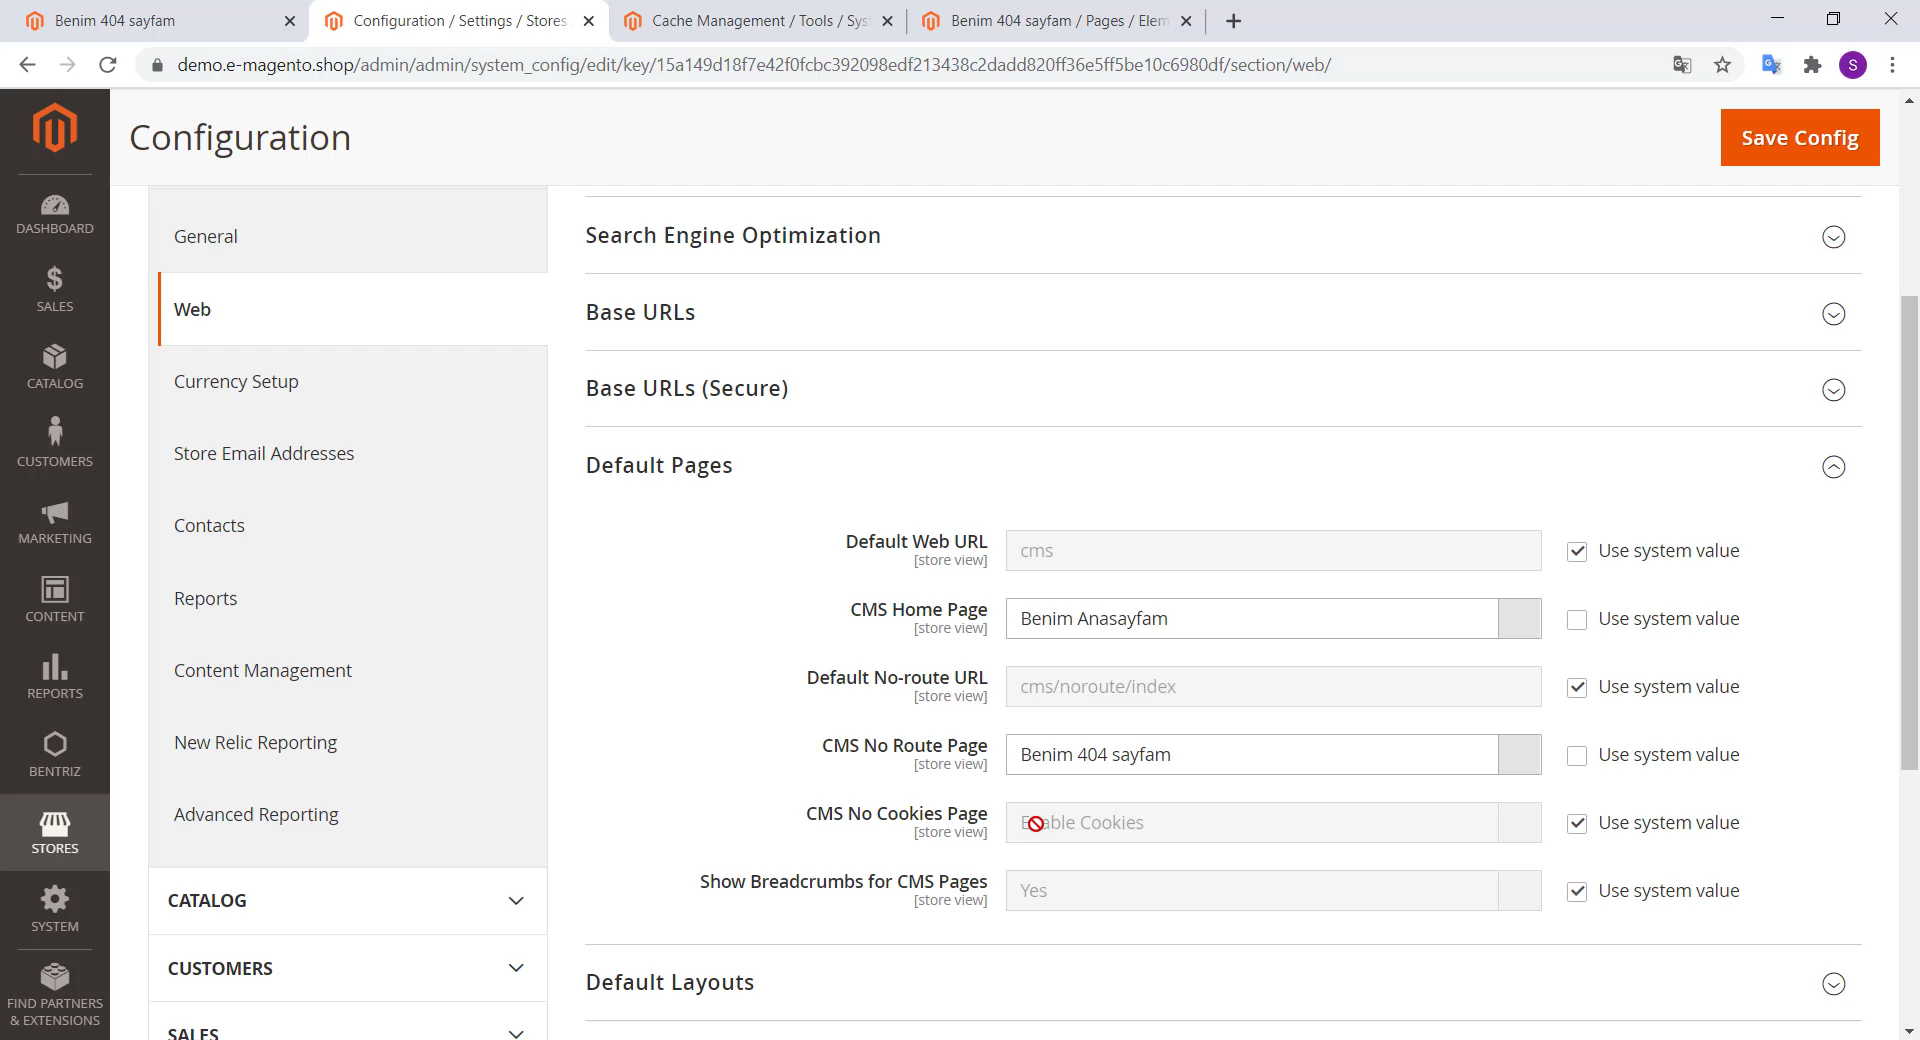 Benim 404 sayfam
Configuration / Settings / Stores
Cache Management / Tools / Sys
Benim 404 sayfam / Pages / Elem
demo.e-magento.shop/admin/admin/system_config/edit/key/15a149d18f7e42f0fcbc392098edf213438c2dadd820ff36e5ff5be10c6980df/section/web/
S
Configuration
Save Config
DASHBOARD
SALES
CATALOG
CUSTOMERS
MARKETING
CONTENT
REPORTS
BENTRIZ
STORES
SYSTEM
FIND PARTNERS
& EXTENSIONS
General
Web
Currency Setup
Store Email Addresses
Contacts
Reports
Content Management
New Relic Reporting
Advanced Reporting
CATALOG
CUSTOMERS
SALES
Search Engine Optimization
Base URLs
Base URLs (Secure)
Default Pages
Default Web URL
[store view]
cms
Use system value
CMS Home Page
[store view]
Benim Anasayfam
Use system value
Default No-route URL
[store view]
cms/noroute/index
Use system value
CMS No Route Page
[store view]
Benim 404 sayfam
Use system value
CMS No Cookies Page
[store view]
Enable Cookies
Use system value
Show Breadcrumbs for CMS Pages
[store view]
Yes
Use system value
Default Layouts